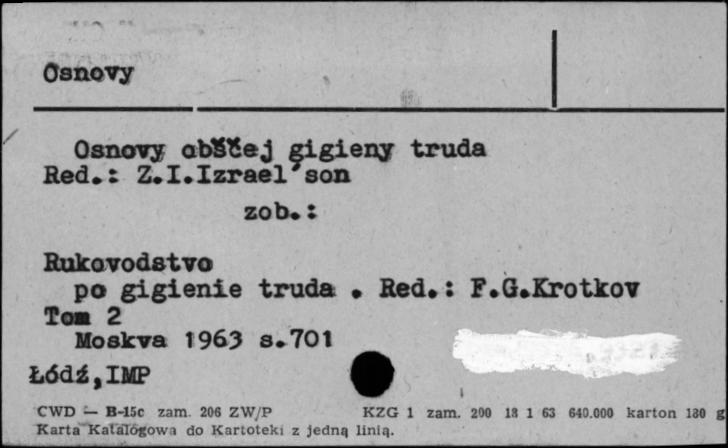 Osnovy
Osnovy obščej gigieny truda
Red.: Z.I.Izrael'son
zob.:
Rukovodstvo
po gigienie truda . Red.: F.G.Krotkov
Tom 2
Moskva 1963 s.701
Łódź,IMP
CWD — B-15c zam. 206 ZW/P KZG 1 zam. 200 18 1 63 640.000 karton 180 g
Karta Katalogowa do Kartoteki z jedną linią.